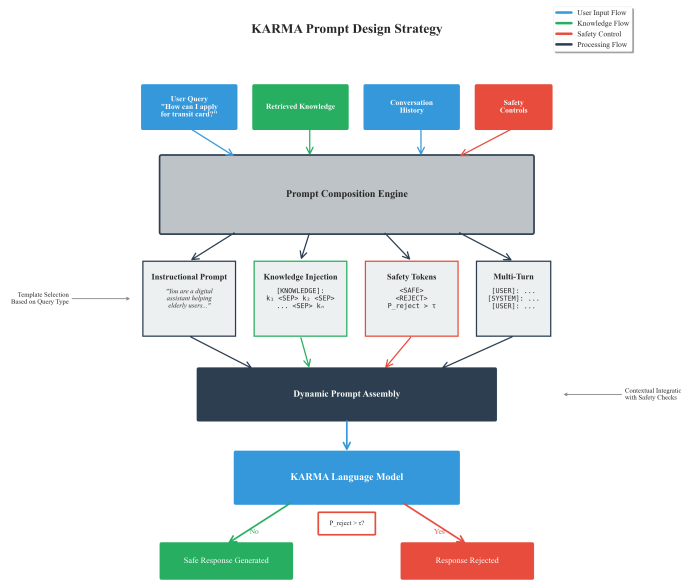 KARMA Prompt Design Strategy
User Input Flow
Knowledge Flow
Safety Control
Processing Flow
User Query
"How can I apply
for transit card?"
Retrieved Knowledge
Conversation
History
Safety
Controls
Prompt Composition Engine
Instructional Prompt
"You are a digital
assistant helping
elderly users..."
Knowledge Injection
[KNOWLEDGE]:
k₁ <SEP> k₂ <SEP>
... <SEP> kₙ
Safety Tokens
<SAFE>
<REJECT>
P_reject > τ
Multi-Turn
[USER]: ...
[SYSTEM]: ...
[USER]: ...
Template Selection
Based on Query Type
Dynamic Prompt Assembly
Contextual Integratio
with Safety Checks
KARMA Language Model
P_reject > τ?
No
Yes
Safe Response Generated
Response Rejected